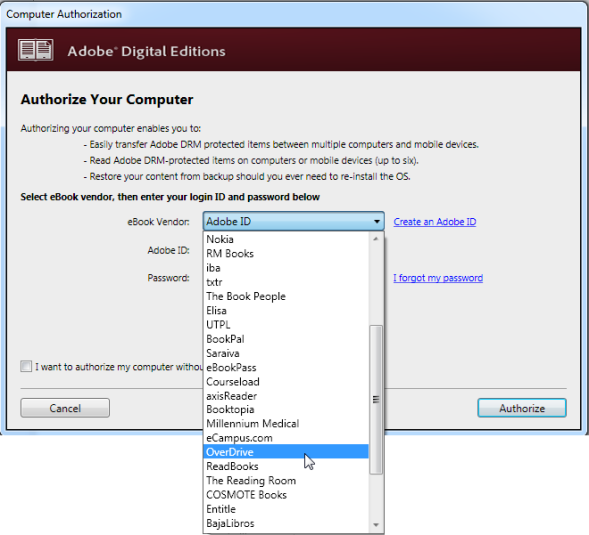 Computer Authorization
Adobe® Digital Editions
Authorize Your Computer
Authorizing your computer enables you to:
- Easily transfer Adobe DRM protected items between multiple computers and mobile devices.
- Read Adobe DRM-protected items on computers or mobile devices (up to six).
- Restore your content from backup should you ever need to re-install the OS.
Select eBook vendor, then enter your login ID and password below
eBook Vendor: Adobe ID Create an Adobe ID
Adobe ID:
Password: I forgot my password
Nokia
RM Books
iba
txtr
The Book People
Elisa
UTPL
BookPal
Saraiva
eBookPass
Courseload
axisReader
Booktopia
Millennium Medical
eCampus.com
OverDrive
ReadBooks
The Reading Room
COSMOTE Books
Entitle
BajaLibros
I want to authorize my computer
Cancel Authorize